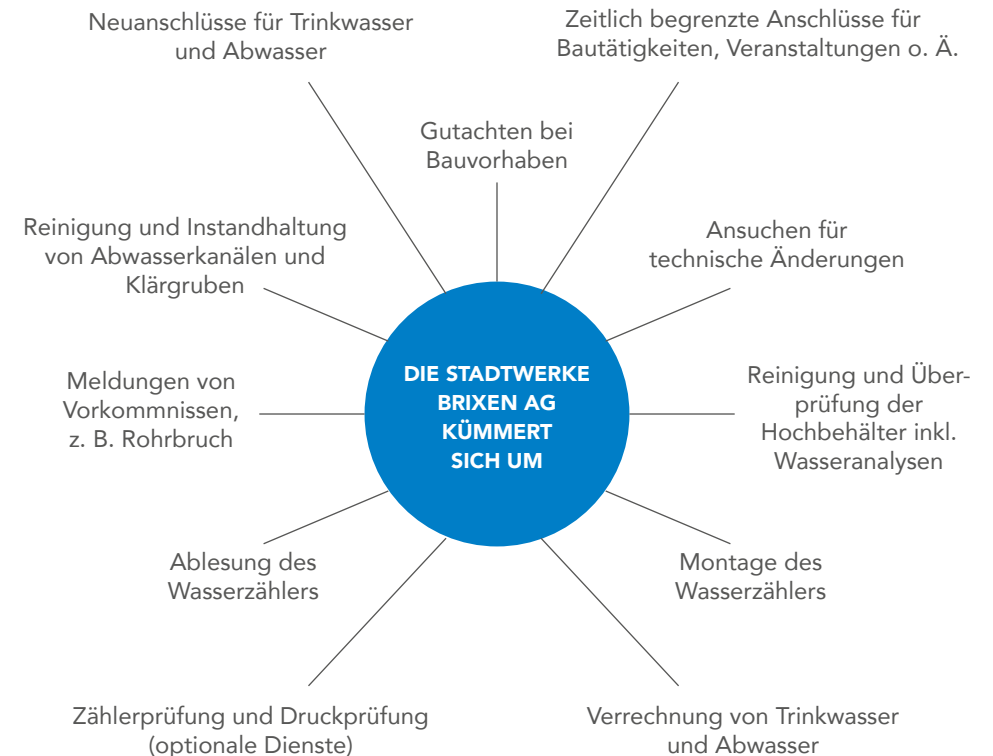 Neuanschlüsse für Trinkwasser
und Abwasser
Zeitlich begrenzte Anschlüsse für
Bautätigkeiten, Veranstaltungen o. Ä.
Gutachten bei
Bauvorhaben
Reinigung und Instandhaltung
von Abwasserkanälen und
Klärgruben
Ansuchen für
technische Änderungen
DIE STADTWERKE
BRIXEN AG
KÜMMERT
SICH UM
Meldungen von
Vorkommnissen,
z. B. Rohrbruch
Reinigung und Über-
prüfung der
Hochbehälter inkl.
Wasseranalysen
Ablesung des
Wasserzählers
Montage des
Wasserzählers
Zählerprüfung und Druckprüfung
(optionale Dienste)
Verrechnung von Trinkwasser
und Abwasser